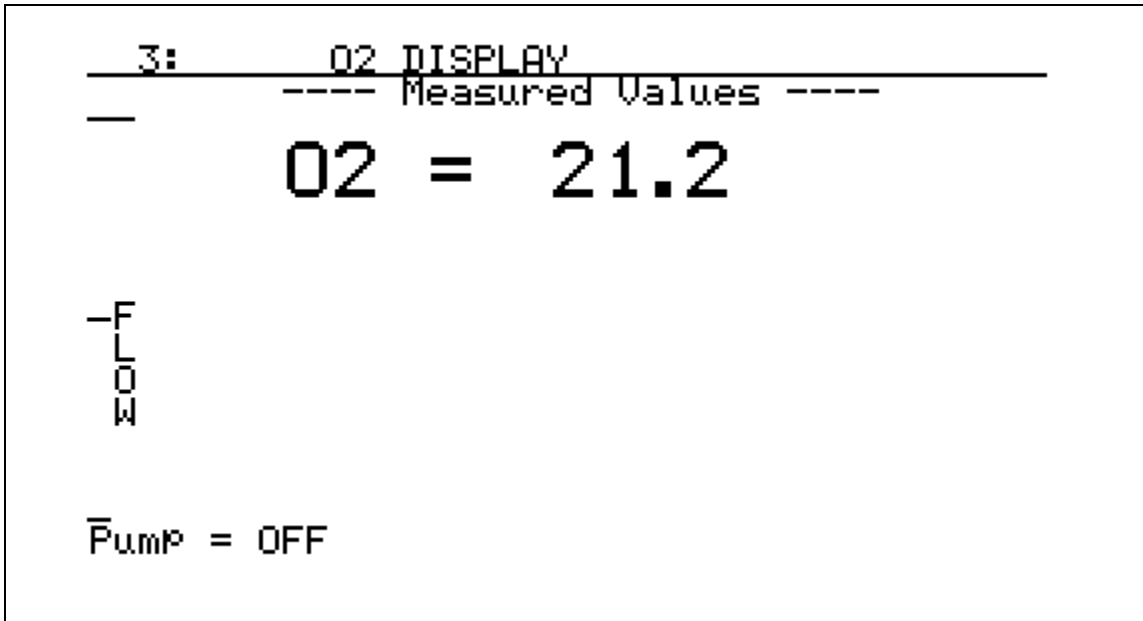 3: O2 DISPLAY
---- Measured Values ----
O2 = 21.2
F
L
O
W
Pump = OFF